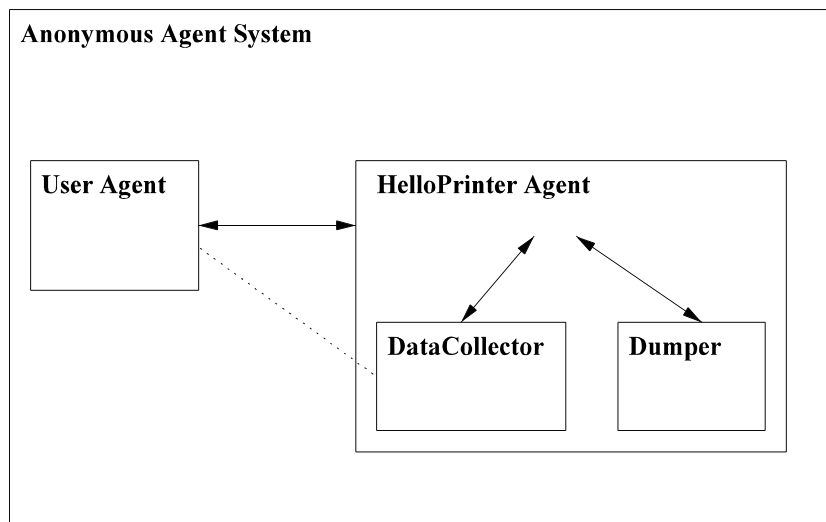 Anonymous Agent System
User Agent
HelloPrinter Agent
DataCollector
Dumper